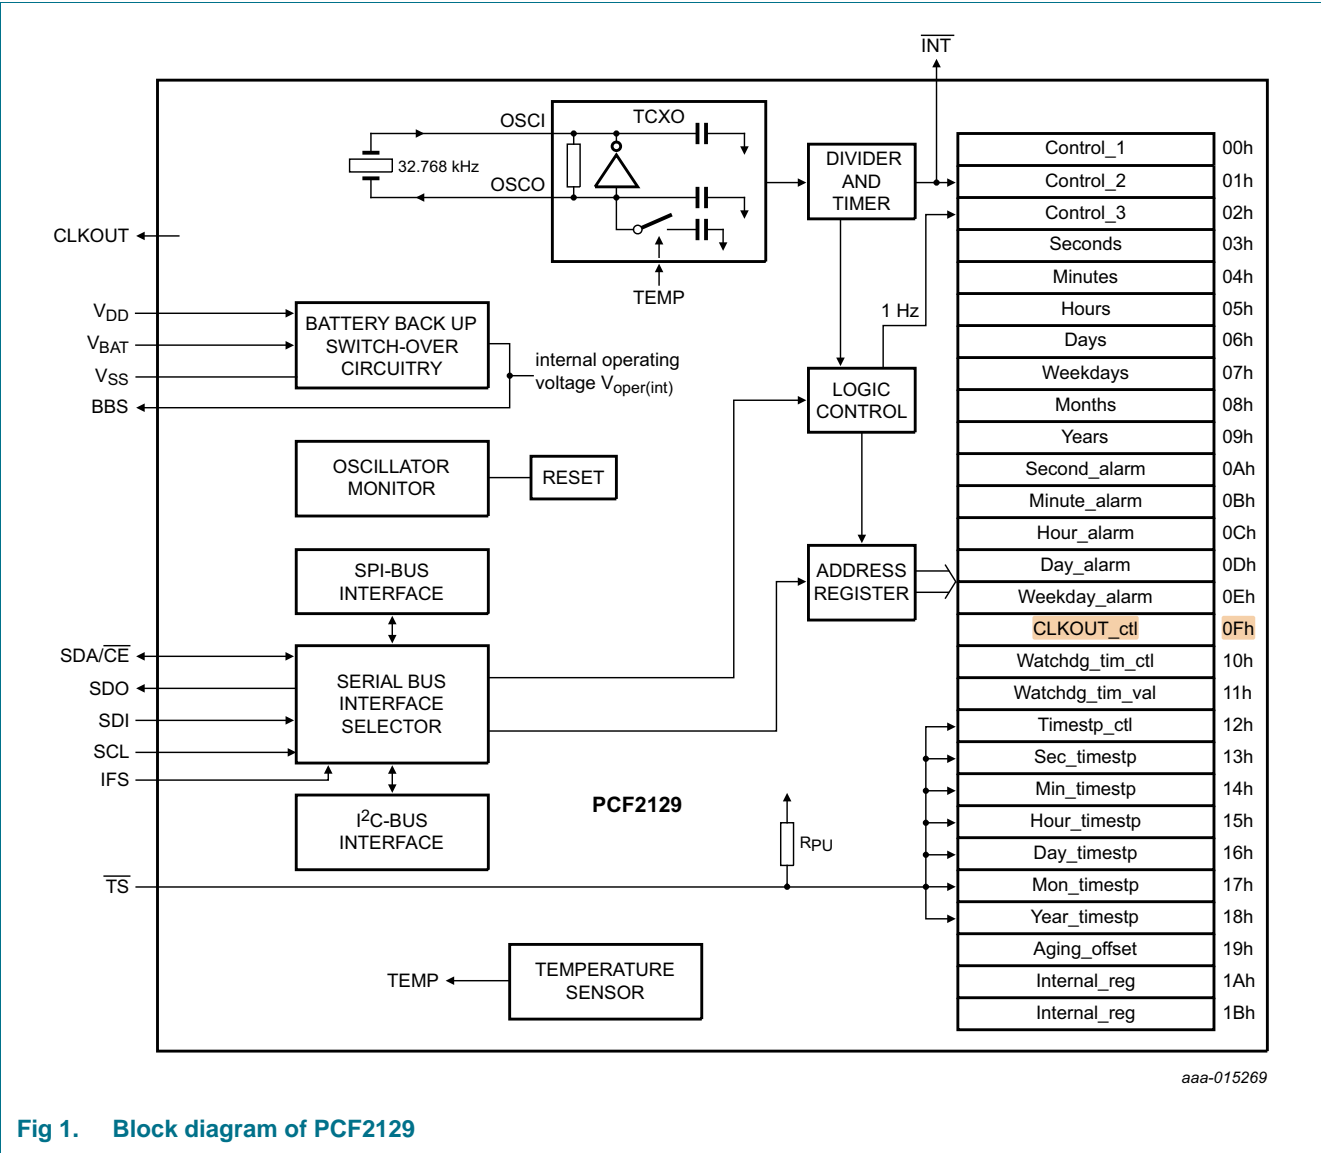 INT
OSCI
TCXO
32.768 kHz
OSCO
TEMP
DIVIDER
AND
TIMER
CLKOUT
VDD
VBAT
VSS
BBS
BATTERY BACK UP
SWITCH-OVER
CIRCUITRY
internal operating
voltage Voper(int)
1 Hz
LOGIC
CONTROL
OSCILLATOR
MONITOR
RESET
SPI-BUS
INTERFACE
ADDRESS
REGISTER
SDA/CE
SDO
SDI
SCL
IFS
SERIAL BUS
INTERFACE
SELECTOR
I2C-BUS
INTERFACE
PCF2129
RPU
TS
TEMP
TEMPERATURE
SENSOR
Control_1 00h
Control_2 01h
Control_3 02h
Seconds 03h
Minutes 04h
Hours 05h
Days 06h
Weekdays 07h
Months 08h
Years 09h
Second_alarm 0Ah
Minute_alarm 0Bh
Hour_alarm 0Ch
Day_alarm 0Dh
Weekday_alarm 0Eh
CLKOUT_ctl 0Fh
Watchdg_tim_ctl 10h
Watchdg_tim_val 11h
Timestp_ctl 12h
Sec_timestp 13h
Min_timestp 14h
Hour_timestp 15h
Day_timestp 16h
Mon_timestp 17h
Year_timestp 18h
Aging_offset 19h
Internal_reg 1Ah
Internal_reg 1Bh
aaa-015269
Fig 1. Block diagram of PCF2129